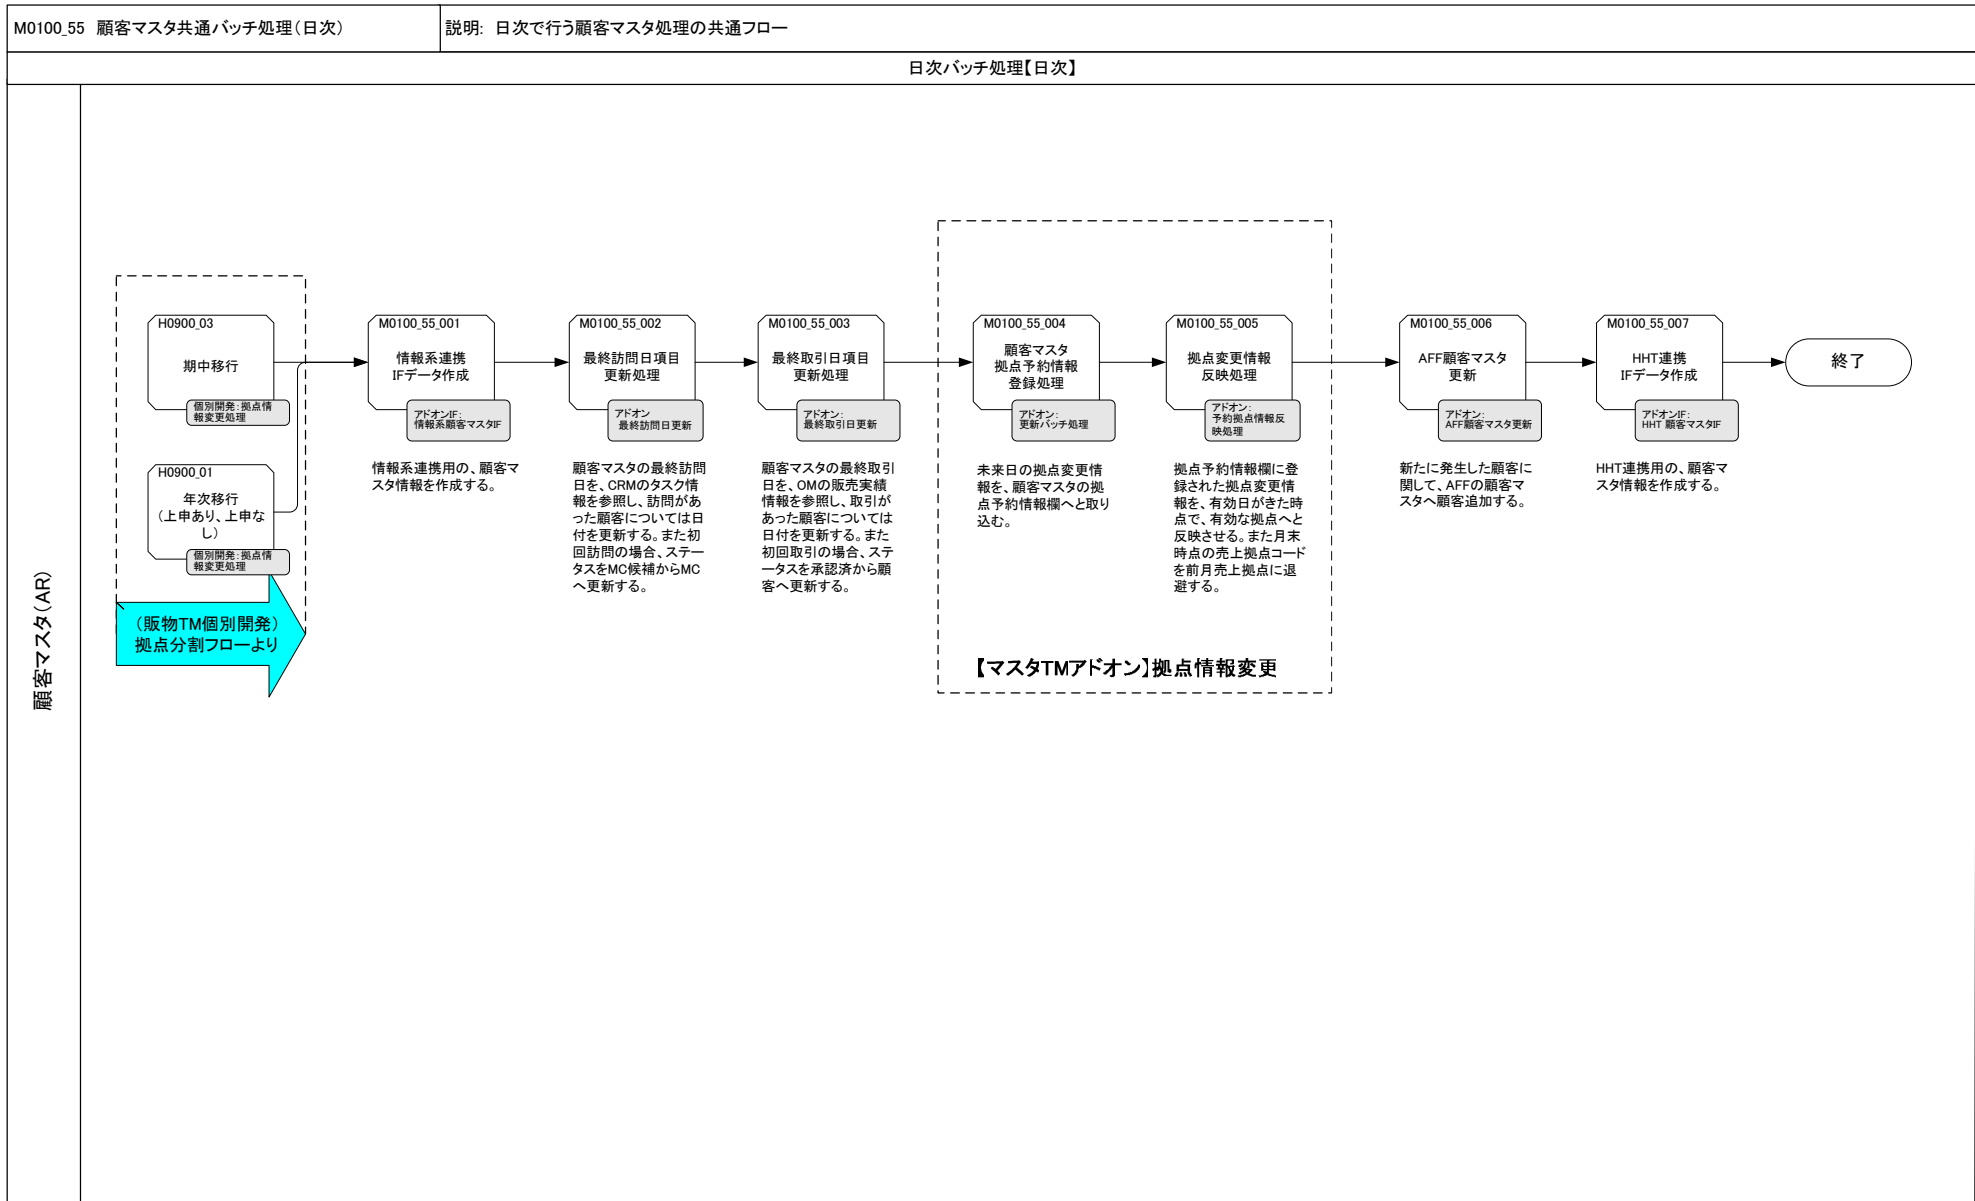 M0100_55 顧客マスタ共通バッチ処理（日次）
説明: 日次で行う顧客マスタ処理の共通フロー
日次バッチ処理【日次】
顧客マスタ（AR）
H0900_03
期中移行
個別開発：拠点情
報変更処理
H0900_01
年次移行
（上申あり、上申な
し）
個別開発：拠点情
報変更処理
（販物TM個別開発）
拠点分割フローより
M0100_55_001
情報系連携
IFデータ作成
アドオンIF：
情報系顧客マスタIF
情報系連携用の、顧客マ
スタ情報を作成する。
M0100_55_002
最終訪問日項目
更新処理
アドオン
最終訪問日更新
顧客マスタの最終訪問
日を、CRMのタスク情
報を参照し、訪問があ
った顧客については日
付を更新する。また初
回訪問の場合、ステー
タスをMC候補からMC
へ更新する。
M0100_55_003
最終取引日項目
更新処理
アドオン：
最終取引日更新
顧客マスタの最終取引
日を、OMの販売実績
情報を参照し、取引が
あった顧客については
日付を更新する。また
初回取引の場合、ステ
ータスを承認済から顧
客へ更新する。
M0100_55_004
顧客マスタ
拠点予約情報
登録処理
アドオン：
更新バッチ処理
未来日の拠点変更情
報を、顧客マスタの拠
点予約情報欄へと取り
込む。
M0100_55_005
拠点変更情報
反映処理
アドオン：
予約拠点情報反
映処理
拠点予約情報欄に登
録された拠点変更情
報を、有効日がきた時
点で、有効な拠点へと
反映させる。また月末
時点の売上拠点コード
を前月売上拠点に退
避する。
【マスタTMアドオン】拠点情報変更
M0100_55_006
AFF顧客マスタ
更新
アドオン：
AFF顧客マスタ更新
新たに発生した顧客に
関して、AFFの顧客マ
スタへ顧客追加する。
M0100_55_007
HHT連携
IFデータ作成
アドオンIF：
HHT 顧客マスタIF
HHT連携用の、顧客マ
スタ情報を作成する。
終了